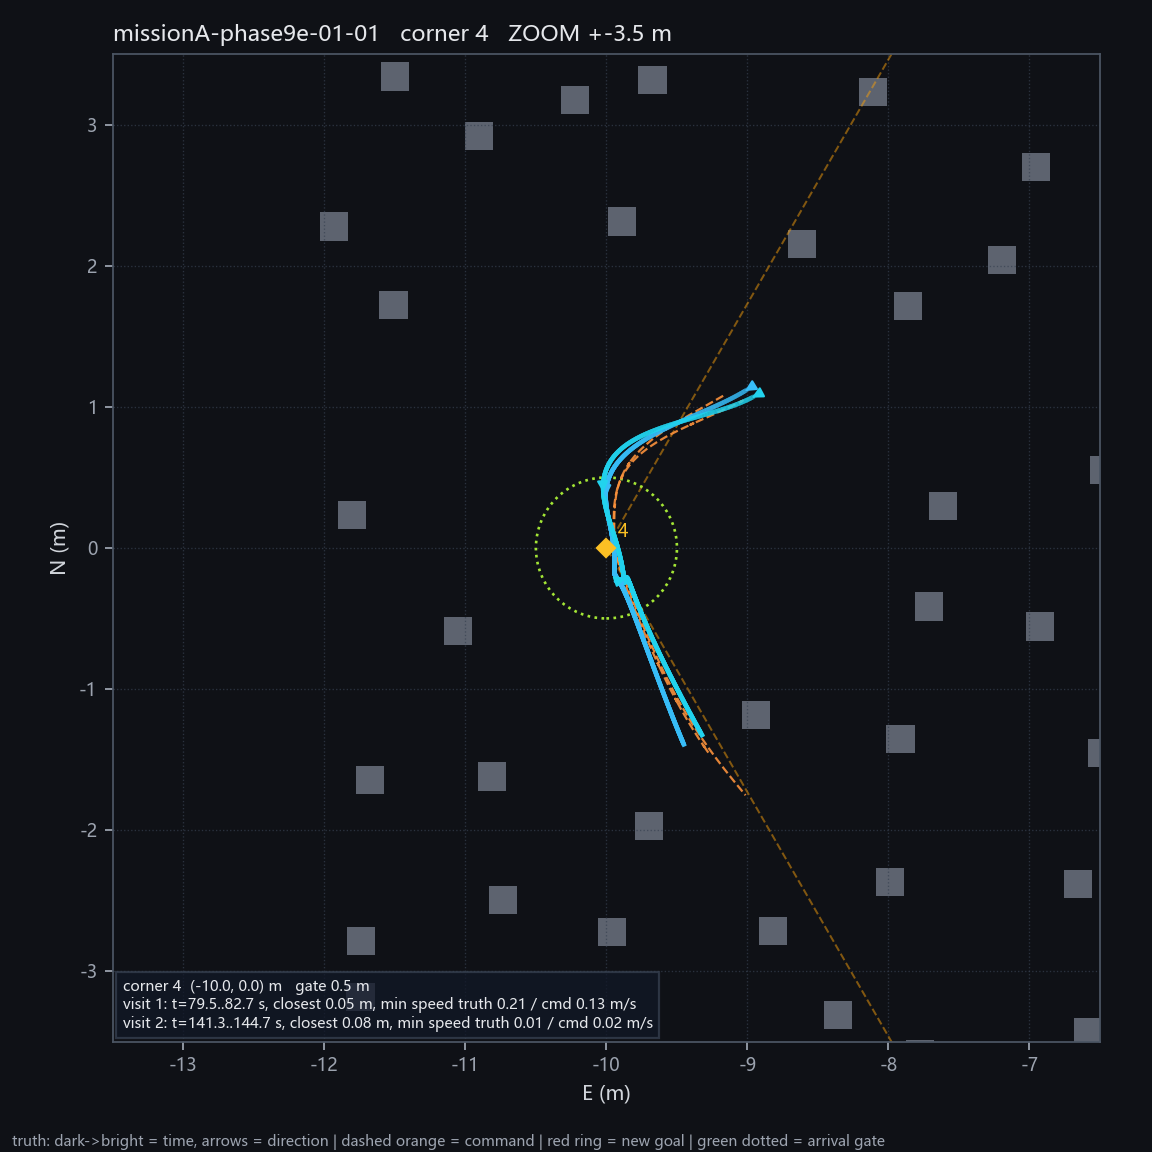 missionA-phase9e-01-01   corner 4   ZOOM +-3.5 m
3
2
1
0
-1
-2
-3
N (m)
4
corner 4  (-10.0, 0.0) m   gate 0.5 m
visit 1: t=79.5..82.7 s, closest 0.05 m, min speed truth 0.21 / cmd 0.13 m/s
visit 2: t=141.3..144.7 s, closest 0.08 m, min speed truth 0.01 / cmd 0.02 m/s
-13 -12 -11 -10 -9 -8 -7
E (m)
truth: dark->bright = time, arrows = direction | dashed orange = command | red ring = new goal | green dotted = arrival gate